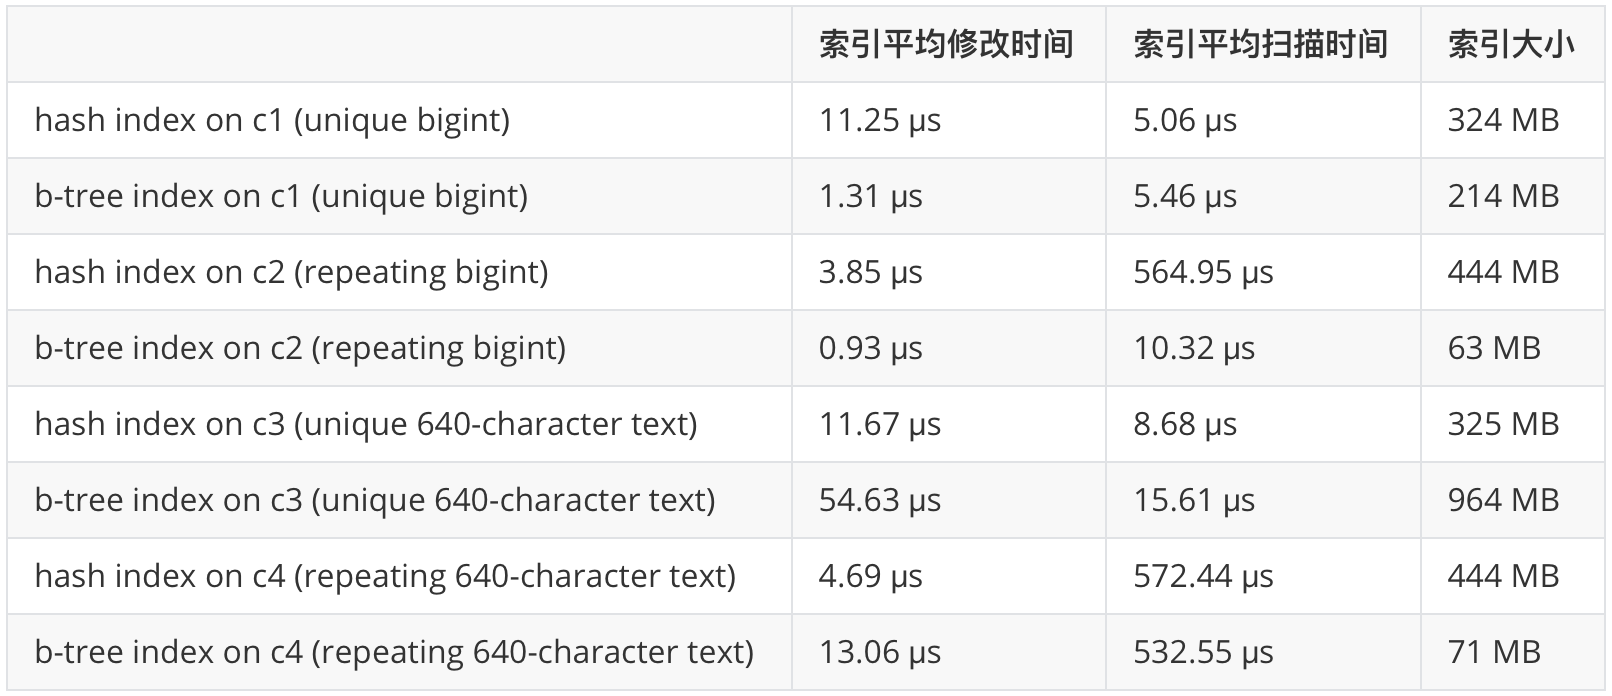 索引平均修改时间 索引平均扫描时间 索引大小
hash index on c1 (unique bigint) 11.25 µs 5.06 µs 324 MB
b-tree index on c1 (unique bigint) 1.31 µs 5.46 µs 214 MB
hash index on c2 (repeating bigint) 3.85 µs 564.95 µs 444 MB
b-tree index on c2 (repeating bigint) 0.93 µs 10.32 µs 63 MB
hash index on c3 (unique 640-character text) 11.67 µs 8.68 µs 325 MB
b-tree index on c3 (unique 640-character text) 54.63 µs 15.61 µs 964 MB
hash index on c4 (repeating 640-character text) 4.69 µs 572.44 µs 444 MB
b-tree index on c4 (repeating 640-character text) 13.06 µs 532.55 µs 71 MB